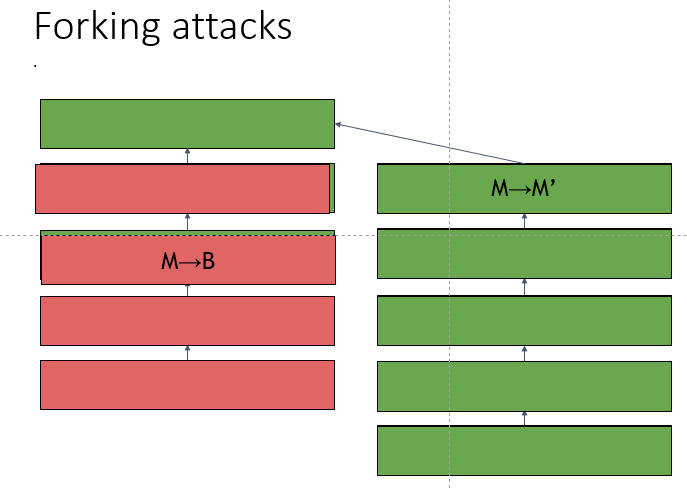 Forking attacks
.
M→M’
M→B